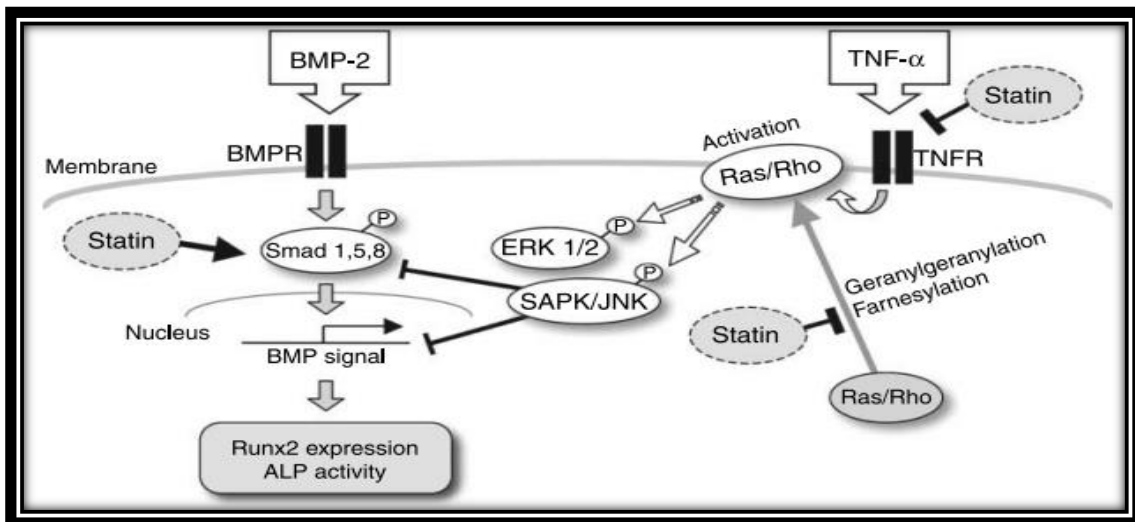 BMP-2
TNF-α
Statin
Activation
BMPR
TNFR
Membrane
Ras/Rho
P
P
Statin
Smad 1,5,8
ERK 1/2
P
Geranylgeranylation
Farnesylation
SAPK/JNK
Nucleus
Statin
BMP signal
Ras/Rho
Runx2 expression
ALP activity